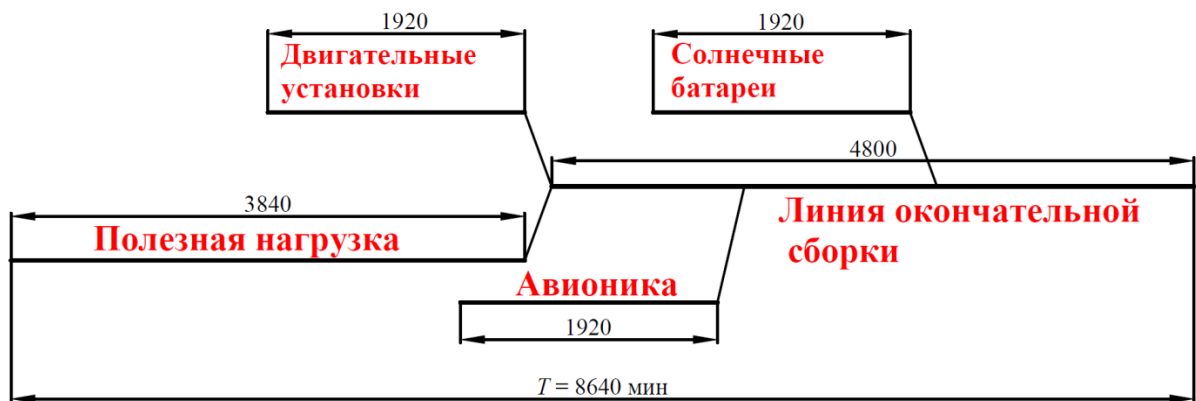 1920
Двигательные
установки
1920
Солнечные
батареи
4800
3840
Полезная нагрузка
Линия окончательной
сборки
Авионика
1920
T = 8640 мин